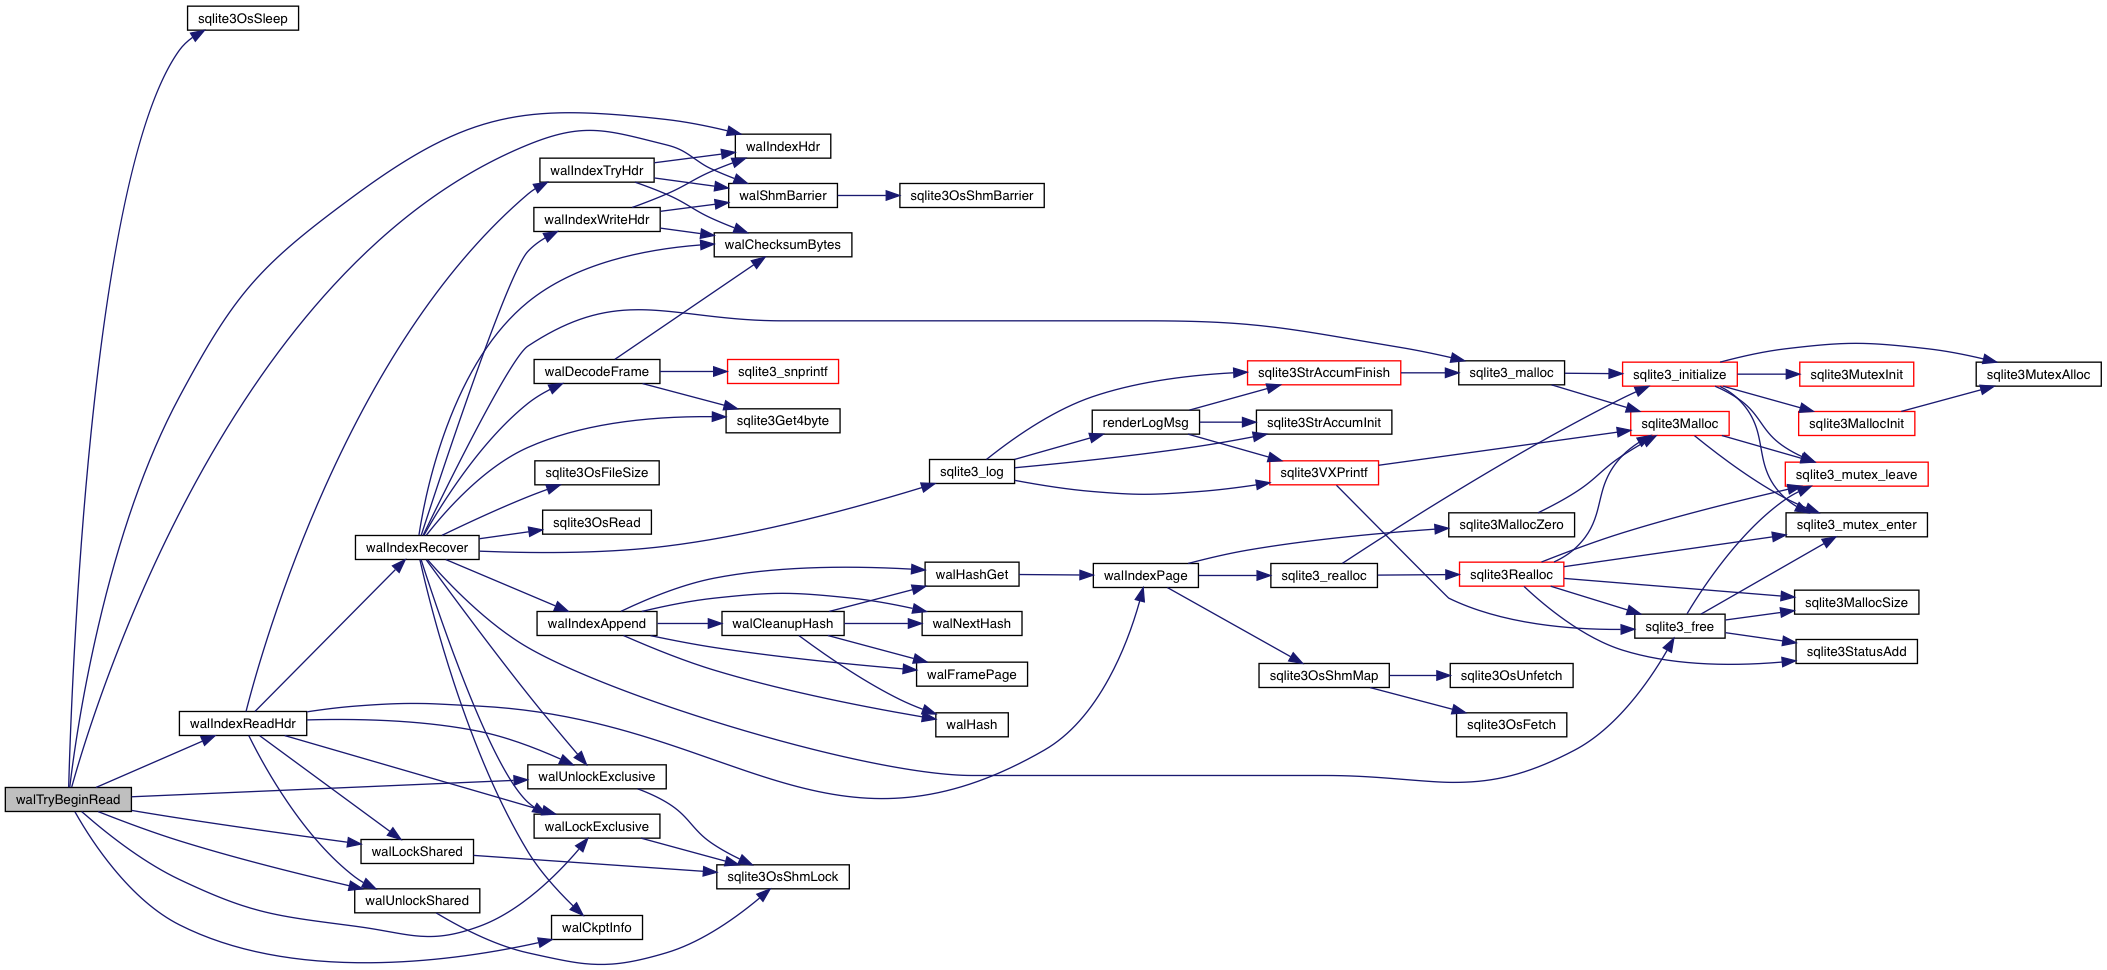 sqlite3OsSleep
walIndexHdr
walIndexTryHdr
walShmBarrier
sqlite3OsShmBarrier
walIndexWriteHdr
walChecksumBytes
walDecodeFrame
sqlite3_snprintf
sqlite3StrAccumFinish
sqlite3_malloc
sqlite3_initialize
sqlite3MutexInit
sqlite3MutexAlloc
sqlite3Get4byte
renderLogMsg
sqlite3StrAccumInit
sqlite3Malloc
sqlite3MallocInit
sqlite3OsFileSize
sqlite3_log
sqlite3VXPrintf
sqlite3_mutex_leave
sqlite3OsRead
sqlite3MallocZero
sqlite3_mutex_enter
walIndexRecover
walHashGet
walIndexPage
sqlite3_realloc
sqlite3Realloc
sqlite3MallocSize
walIndexAppend
walCleanupHash
walNextHash
sqlite3_free
sqlite3StatusAdd
walFramePage
sqlite3OsShmMap
sqlite3OsUnfetch
walIndexReadHdr
walHash
sqlite3OsFetch
walUnlockExclusive
walTryBeginRead
walLockExclusive
walLockShared
sqlite3OsShmLock
walUnlockShared
walCkptInfo